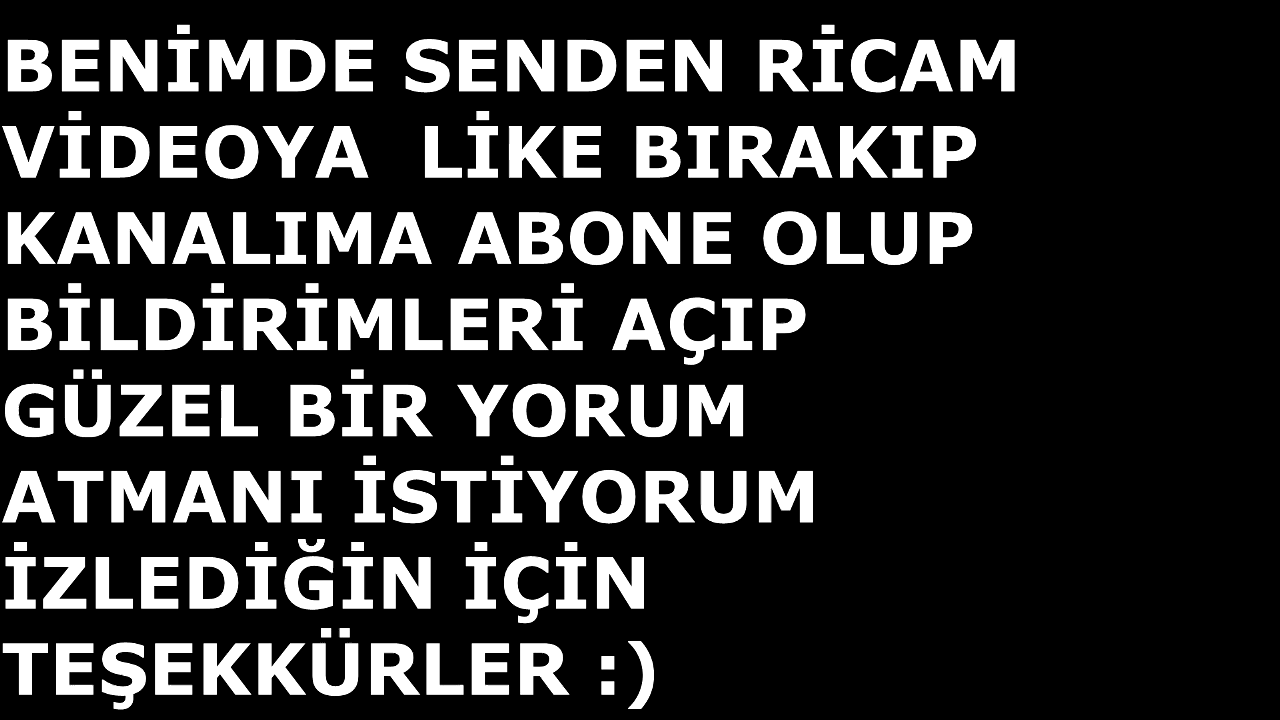 BENİMDE SENDEN RİCAM
VİDEOYA  LİKE BIRAKIP
KANALIMA ABONE OLUP
BİLDİRİMLERİ AÇIP
GÜZEL BİR YORUM
ATMANI İSTİYORUM
İZLEDİĞİN İÇİN
TEŞEKKÜRLER :)